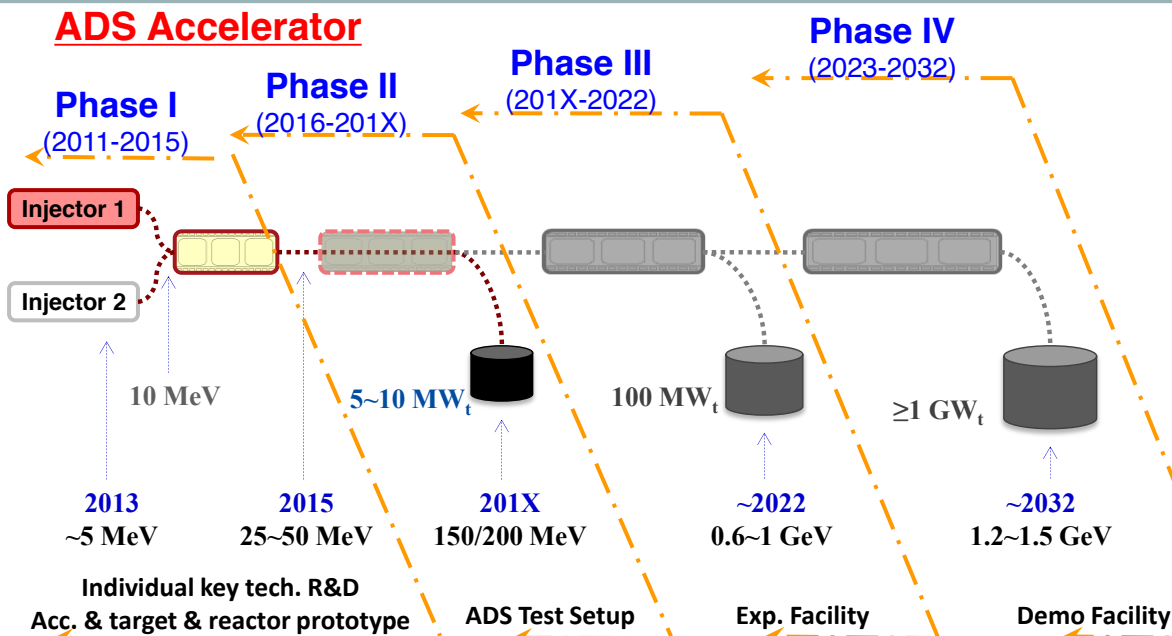 ADS Accelerator
Phase I
(2011-2015)
Phase II
(2016-201X)
Phase III
(201X-2022)
Phase IV
(2023-2032)
Injector 1
Injector 2
10 MeV
5~10 MWt
100 MWt
≥1 GWt
2013
~5 MeV
2015
25~50 MeV
201X
150/200 MeV
~2022
0.6~1 GeV
~2032
1.2~1.5 GeV
Individual key tech. R&D
Acc. & target & reactor prototype
ADS Test Setup
Exp. Facility
Demo Facility